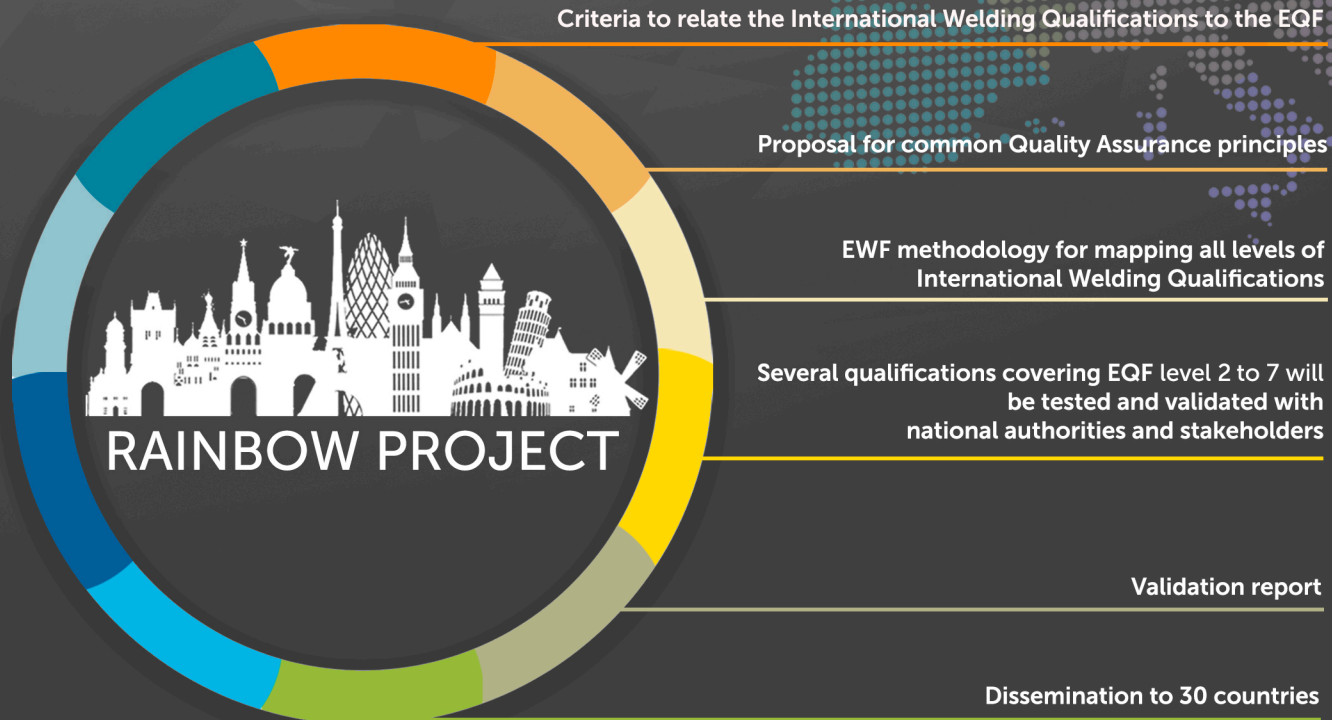 Criteria to relate the International Welding Qualifications to the EQF
Proposal for common Quality Assurance principles
EWF methodology for mapping all levels of
International Welding Qualifications
Several qualifications covering EQF level 2 to 7 will
be tested and validated with
national authorities and stakeholders
RAINBOW PROJECT
Validation report
Dissemination to 30 countries